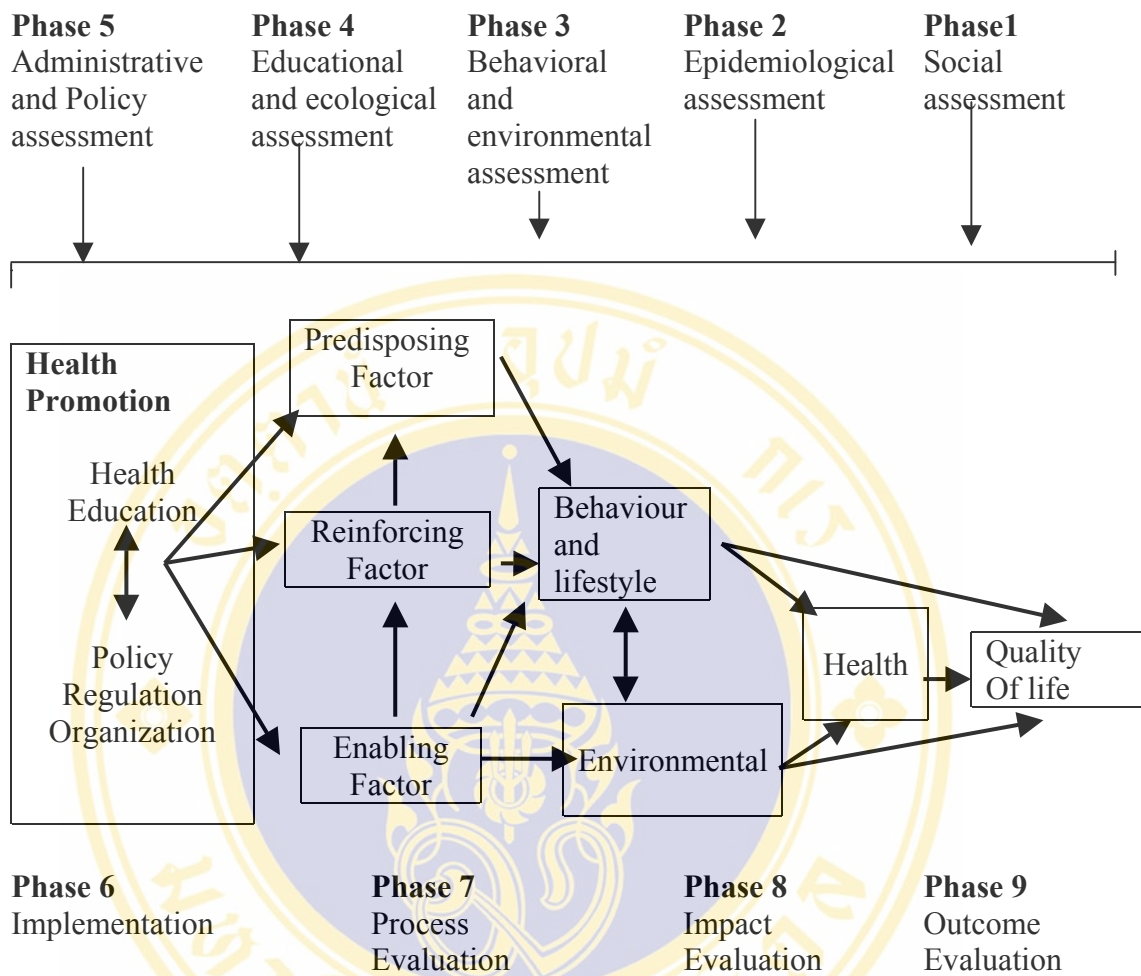 Phase 5
Administrative
and Policy
assessment
Phase 4
Educational
and ecological
assessment
Phase 3
Behavioral
and
environmental
assessment
Phase 2
Epidemiological
assessment
Phase1
Social
assessment
Health
Promotion
Health
Education
Policy
Regulation
Organization
Predisposing
Factor
Reinforcing
Factor
Enabling
Factor
Behaviour
and
lifestyle
Environmental
Health
Quality
Of life
Phase 6
Implementation
Phase 7
Process
Evaluation
Phase 8
Impact
Evaluation
Phase 9
Outcome
Evaluation